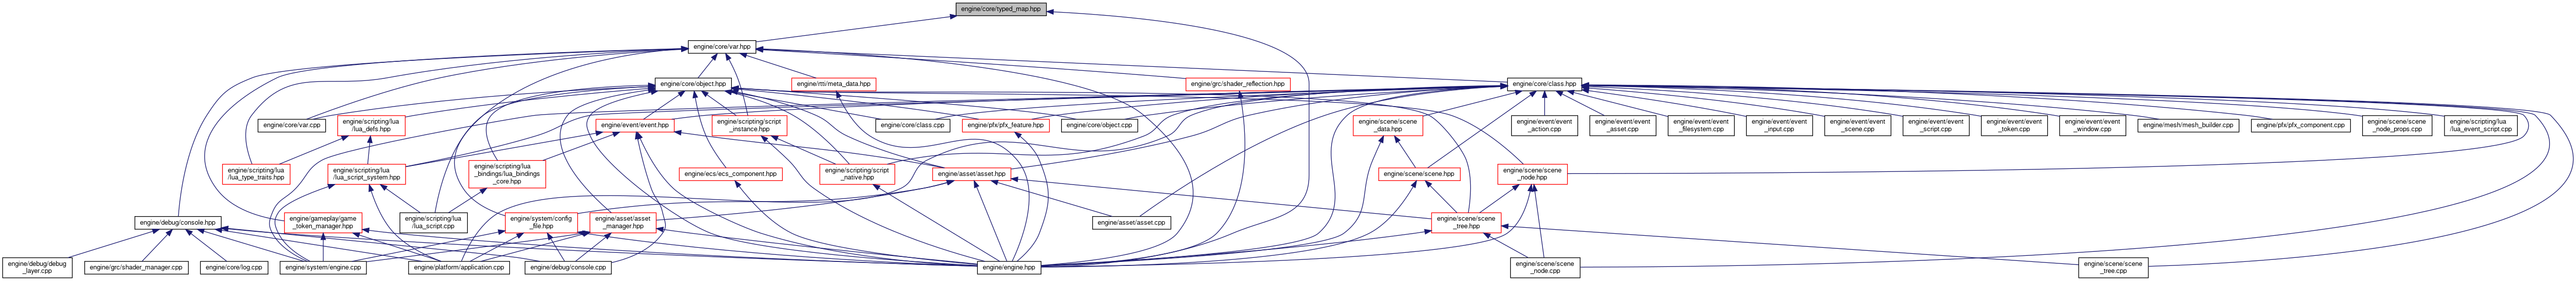 engine/core/typed_map.hpp
engine/core/var.hpp
engine/core/object.hpp
engine/rtti/meta_data.hpp
engine/grc/shader_reflection.hpp
engine/core/class.hpp
engine/core/var.cpp
engine/scripting/lua
/lua_defs.hpp
engine/event/event.hpp
engine/scripting/script
_instance.hpp
engine/core/class.cpp
engine/pfx/pfx_feature.hpp
engine/core/object.cpp
engine/scene/scene
_data.hpp
engine/event/event
_action.cpp
engine/event/event
_asset.cpp
engine/event/event
_filesystem.cpp
engine/event/event
_input.cpp
engine/event/event
_scene.cpp
engine/event/event
_script.cpp
engine/event/event
_token.cpp
engine/event/event
_window.cpp
engine/mesh/mesh_builder.cpp
engine/pfx/pfx_component.cpp
engine/scene/scene
_node_props.cpp
engine/scripting/lua
/lua_event_script.cpp
engine/scripting/lua
/lua_type_traits.hpp
engine/scripting/lua
/lua_script_system.hpp
engine/scripting/lua
_bindings/lua_bindings
_core.hpp
engine/ecs/ecs_component.hpp
engine/scripting/script
_native.hpp
engine/asset/asset.hpp
engine/scene/scene.hpp
engine/scene/scene
_node.hpp
engine/debug/console.hpp
engine/gameplay/game
_token_manager.hpp
engine/scripting/lua
/lua_script.cpp
engine/system/config
_file.hpp
engine/asset/asset
_manager.hpp
engine/asset/asset.cpp
engine/scene/scene
_tree.hpp
engine/debug/debug
_layer.cpp
engine/grc/shader_manager.cpp
engine/core/log.cpp
engine/system/engine.cpp
engine/platform/application.cpp
engine/debug/console.cpp
engine/engine.hpp
engine/scene/scene
_node.cpp
engine/scene/scene
_tree.cpp